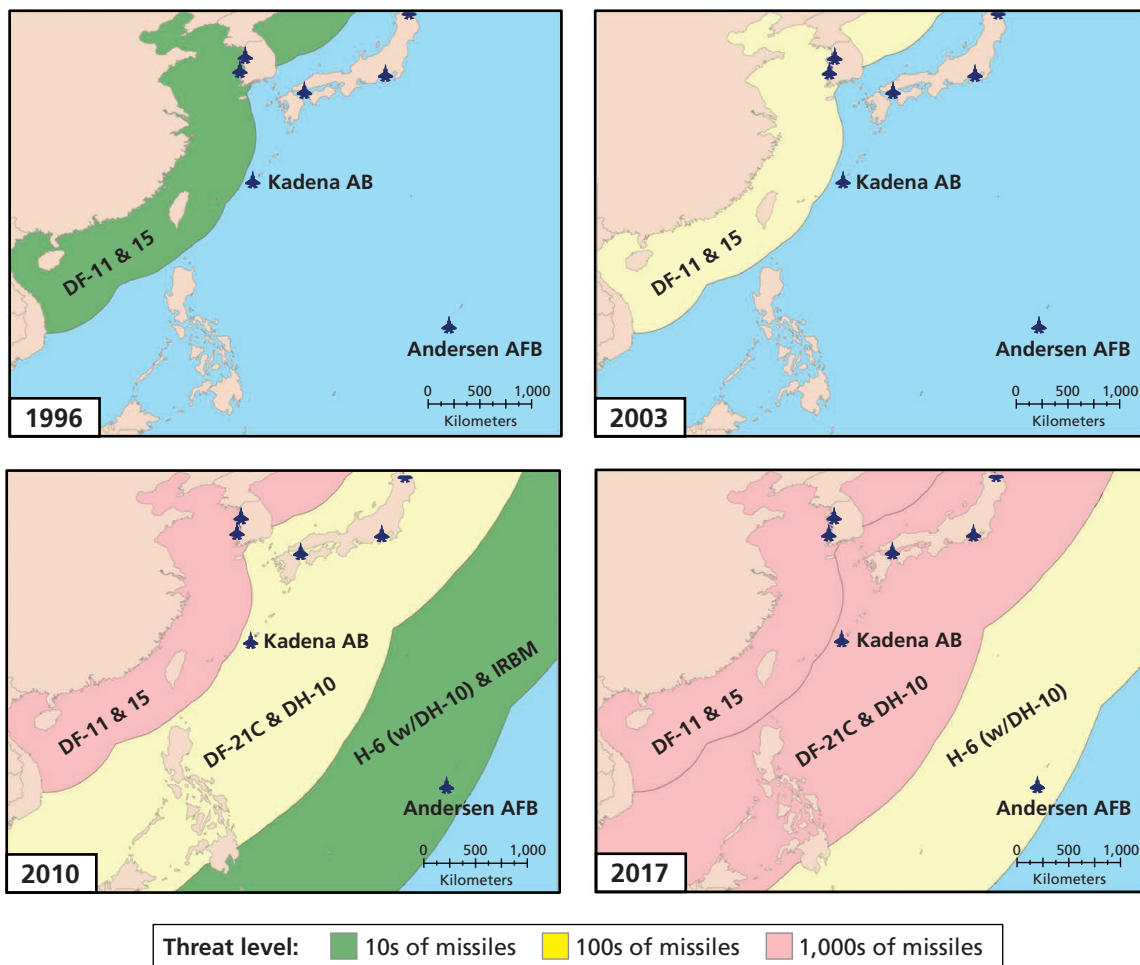 DF-11 & 15
Kadena AB
Andersen AFB
0 500 1,000
Kilometers
1996
DF-11 & 15
Kadena AB
Andersen AFB
0 500 1,000
Kilometers
2003
DF-11 & 15
Kadena AB
DF-21C & DH-10
H-6 (w/DH-10) & IRBM
Andersen AFB
0 500 1,000
Kilometers
2010
DF-11 & 15
Kadena AB
DF-21C & DH-10
H-6 (w/DH-10)
Andersen AFB
0 500 1,000
Kilometers
2017
Threat level: 10s of missiles 100s of missiles 1,000s of missiles